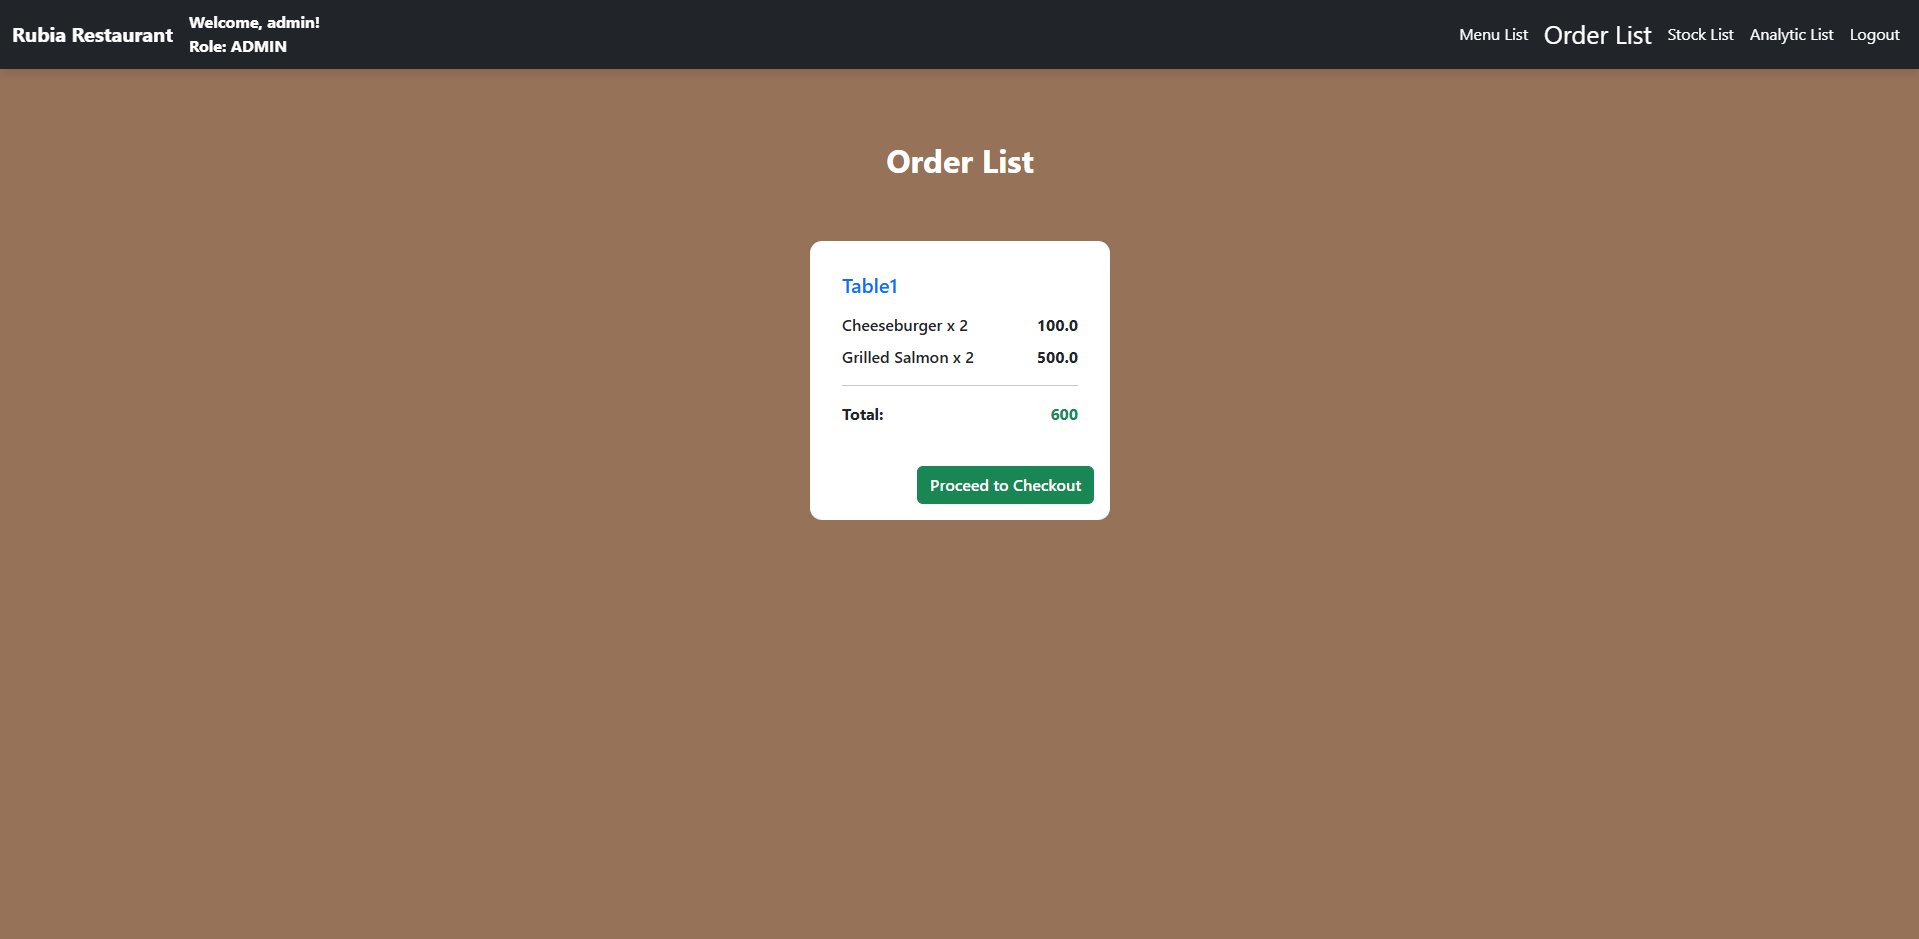 Rubia Restaurant
Welcome, admin!
Role: ADMIN
Menu List
Order List
Stock List
Analytic List
Logout
Order List
Table1
Cheeseburger x 2 100.0
Grilled Salmon x 2 500.0
Total: 600
Proceed to Checkout